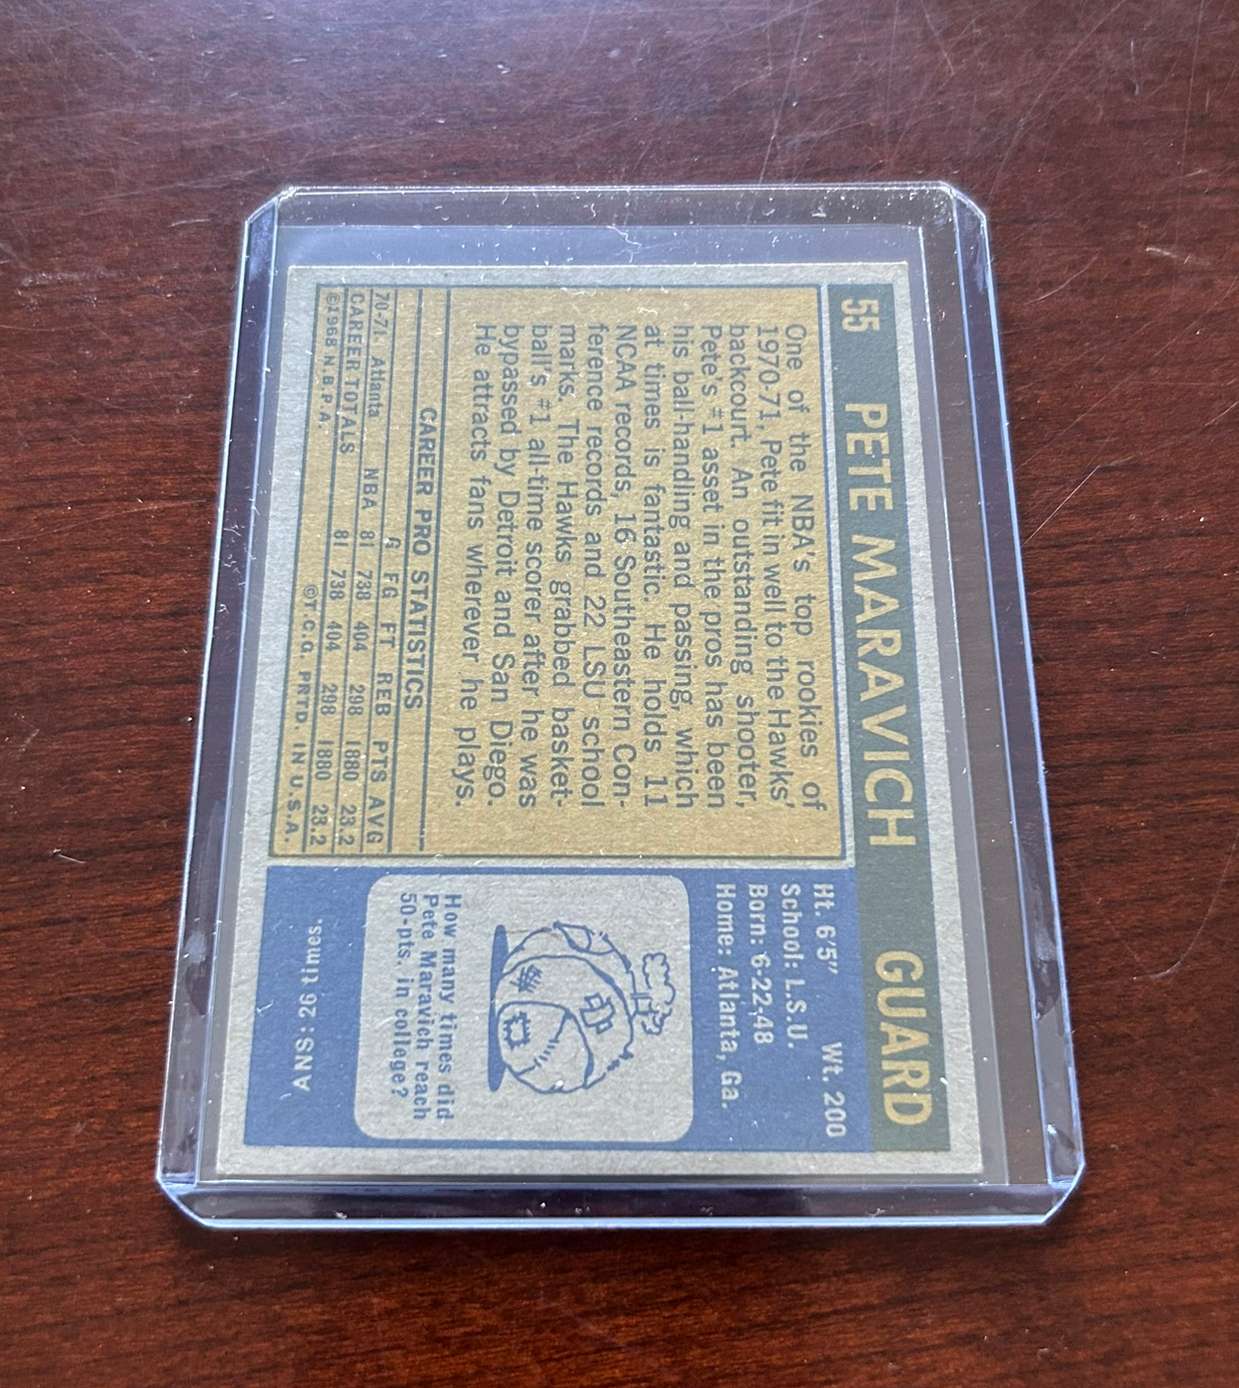 55 PETE MARAVICH GUARD
One of the NBA's top rookies of
1970-71, Pete fit in well to the Hawks'
backcourt. An outstanding shooter,
Pete's #1 asset in the pros has been
his ball-handling and passing, which
at times is fantastic. He holds 11
NCAA records, 16 Southeastern Con-
ference records and 22 LSU school
marks. The Hawks grabbed basket-
ball's #1 all-time scorer after he was
bypassed by Detroit and San Diego.
He attracts fans wherever he plays.
CAREER PRO STATISTICS
G FG FT REB PTS AVG
70-71 Atlanta NBA 81 738 404 298 1880 23.2
CAREER TOTALS 81 738 404 298 1880 23.2
©1968 N.B.P.A. ©T.C.G. PRTD. IN U.S.A.
Ht. 6'5" Wt. 200
School: L.S.U.
Born: 6-22-48
Home: Atlanta, Ga.
How many times did
Pete Maravich reach
50-pts. in college?
ANS: 26 times.